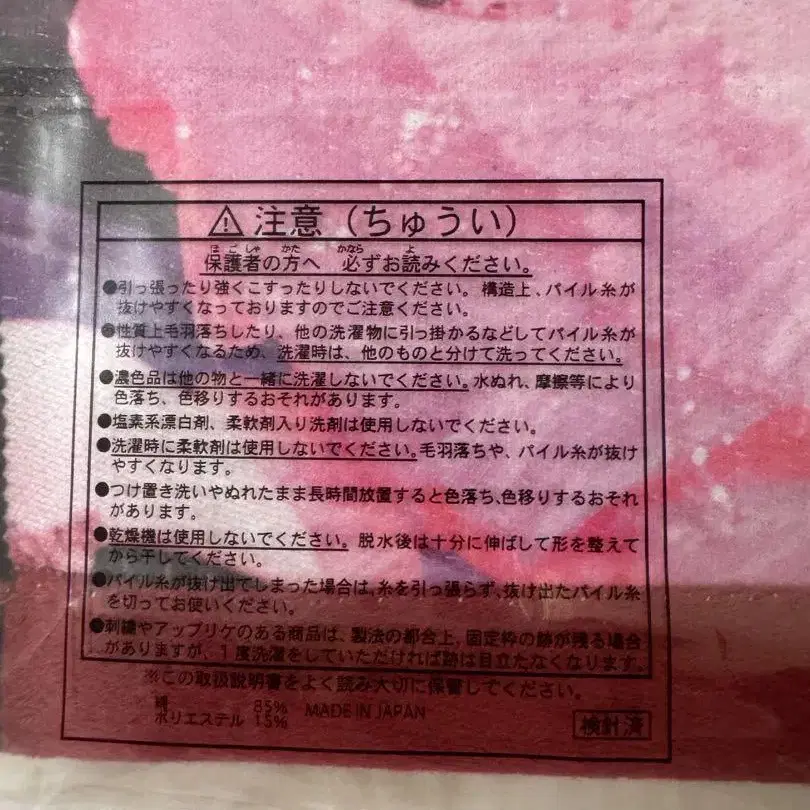 ⚠注意（ちゅうい）
ほごしゃ かた かなら よ
保護者の方へ 必ずお読みください。
●引っ張ったり強くこすったりしないでください。構造上、パイル糸が
抜けやすくなっておりますのでご注意ください。
●性質上毛羽落ちしたり、他の洗濯物に引っ掛かるなどしてパイル糸が
抜けやすくなるため、洗濯時は、他のものと分けて洗ってください。
●濃色品は他の物と一緒に洗濯しないでください。水ぬれ、摩擦等により
色落ち、色移りするおそれがあります。
●塩素系漂白剤、柔軟剤入り洗剤は使用しないでください。
●洗濯時に柔軟剤は使用しないでください。毛羽落ちや、パイル糸が抜け
やすくなります。
●つけ置き洗いやぬれたまま長時間放置すると色落ち、色移りするおそれ
があります。
●乾燥機は使用しないでください。脱水後は十分に伸ばして形を整えて
から干してください。
●パイル糸が抜け出てしまった場合は、糸を引っ張らず、抜け出たパイル糸
を切ってお使いください。
●刺繍やアップリケのある商品は、製法の都合上、固定枠の跡が残る場合
がありますが、1度洗濯をしていただければ跡は目立たなくなります。
※この取扱説明書をよく読み大切に保管してください。
綿 85% MADE IN JAPAN
ポリエステル 15%
検針済